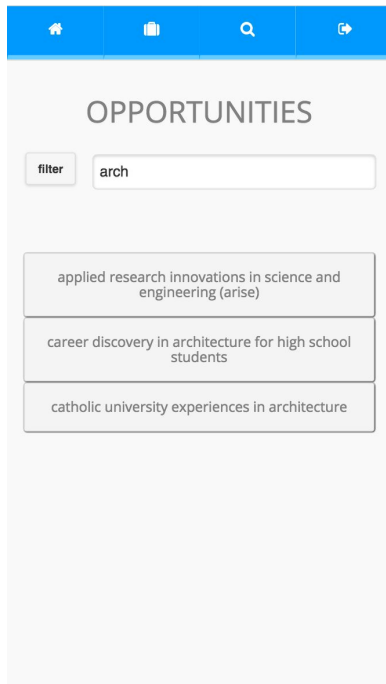 OPPORTUNITIES
filter
arch
applied research innovations in science and
engineering (arise)
career discovery in architecture for high school
students
catholic university experiences in architecture